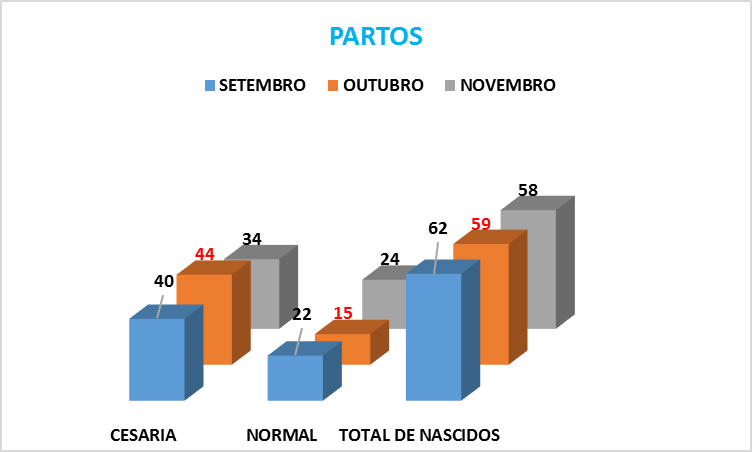 PARTOS
SETEMBRO OUTUBRO NOVEMBRO
58
62 59
34
44 24
40
22 15
CESARIA NORMAL TOTAL DE NASCIDOS